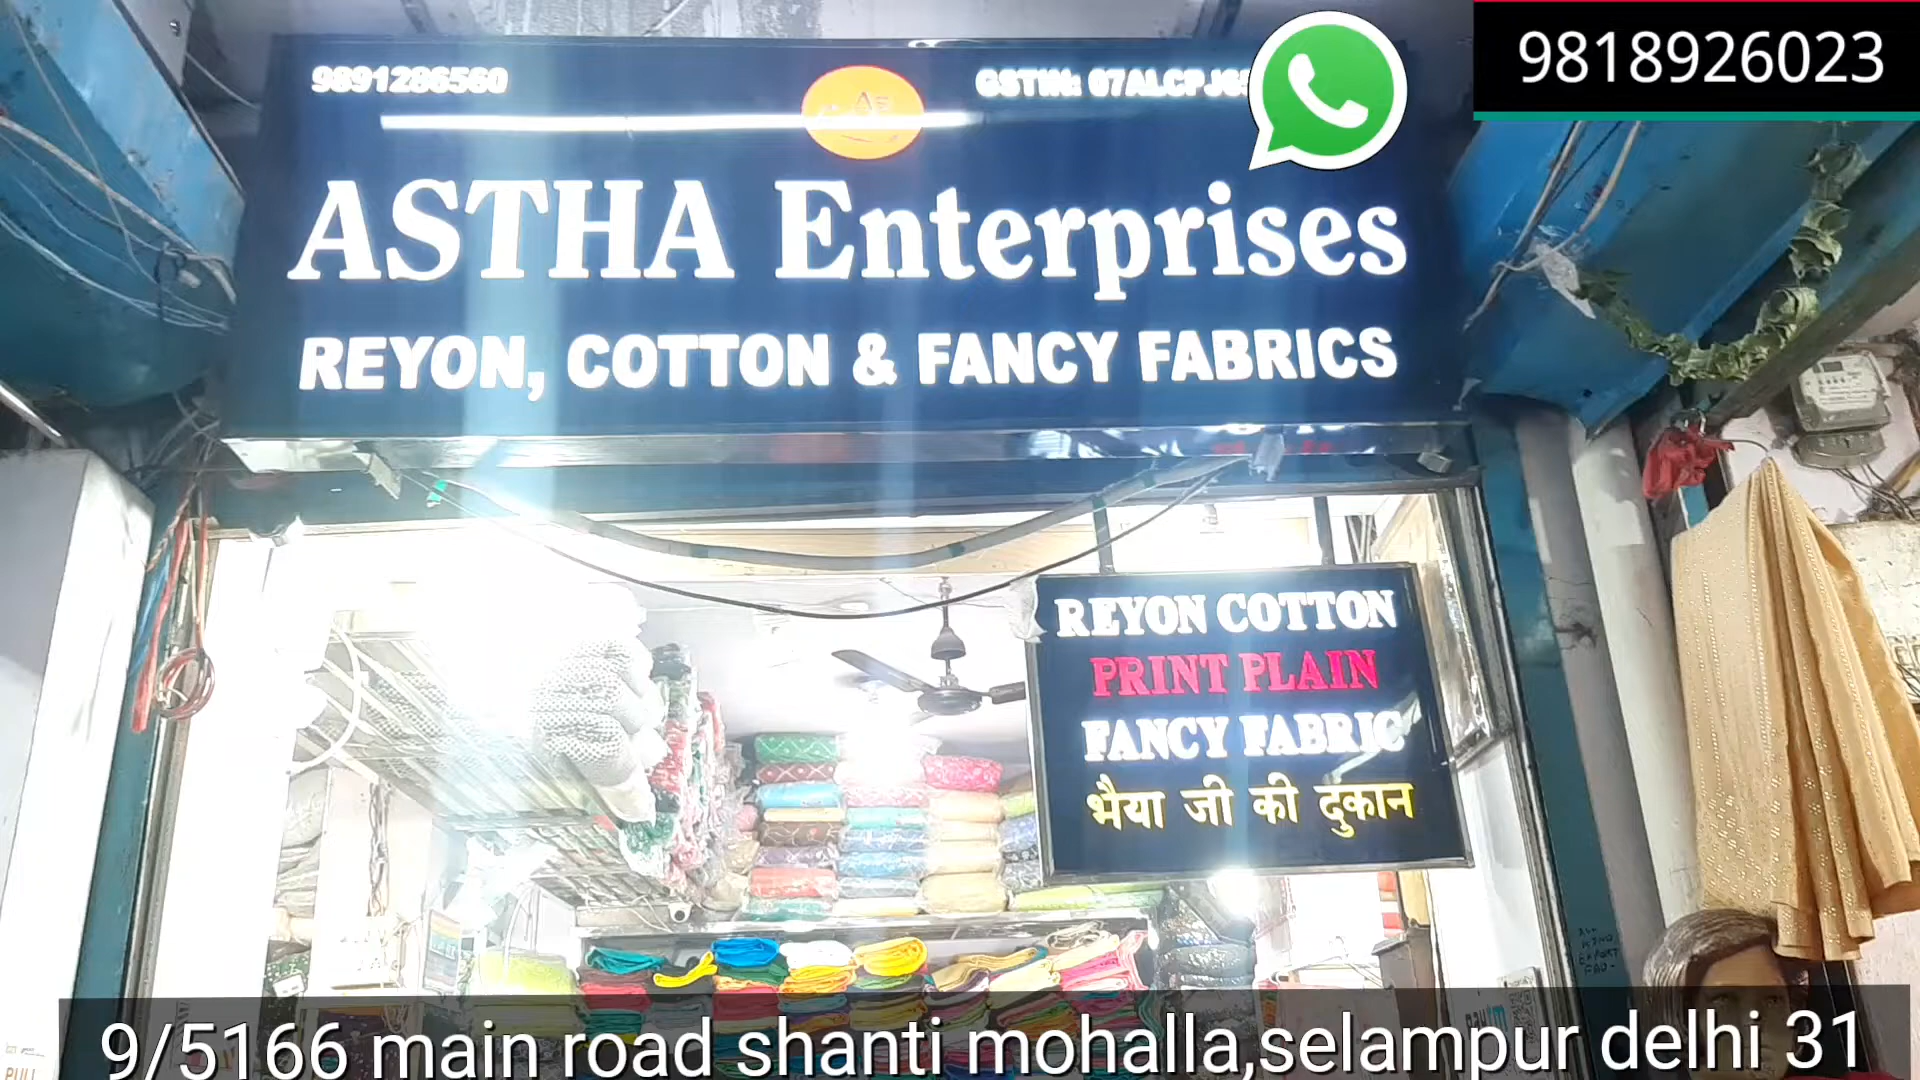 9818926023
9891286560
GSTIN: 07ALCPJ6
ASTHA Enterprises
REYON, COTTON & FANCY FABRICS
REYON COTTON
PRINT PLAIN
FANCY FABRIC
भैया जी की दुकान
PULL
9/5166 main road shanti mohalla,selampur delhi 31